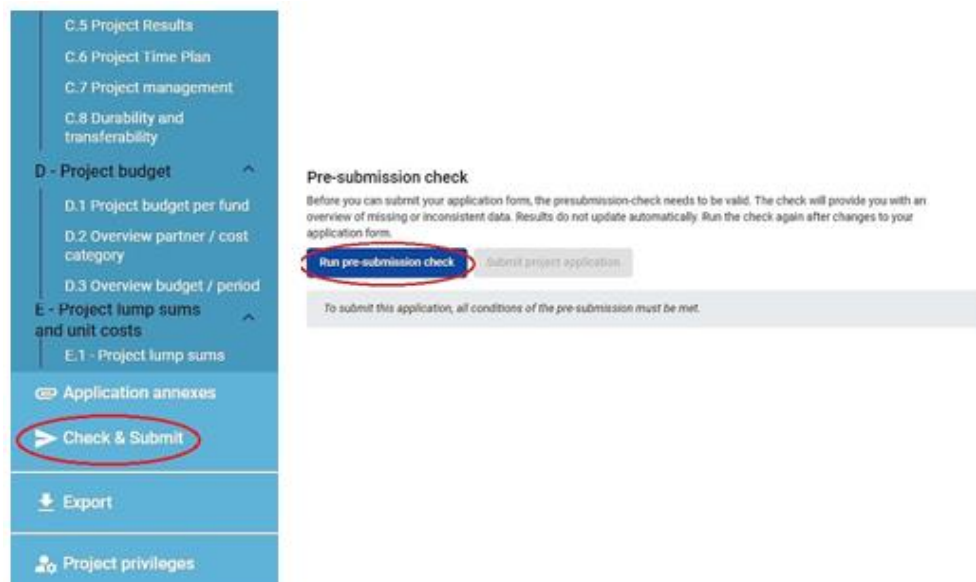 C.5 Project Results
C.6 Project Time Plan
C.7 Project management
C.8 Durability and
transferability
D - Project budget
D.1 Project budget per fund
D.2 Overview partner / cost
category
D.3 Overview budget / period
E - Project lump sums
and unit costs
E.1 - Project lump sums
Application annexes
Check & Submit
Export
Project privileges
Pre-submission check
Before you can submit your application form, the presubmission-check needs to be valid. The check will provide you with an
overview of missing or inconsistent data. Results do not update automatically. Run the check again after changes to your
application form.
Run pre-submission check
Submit project application
To submit this application, all conditions of the pre-submission must be met.